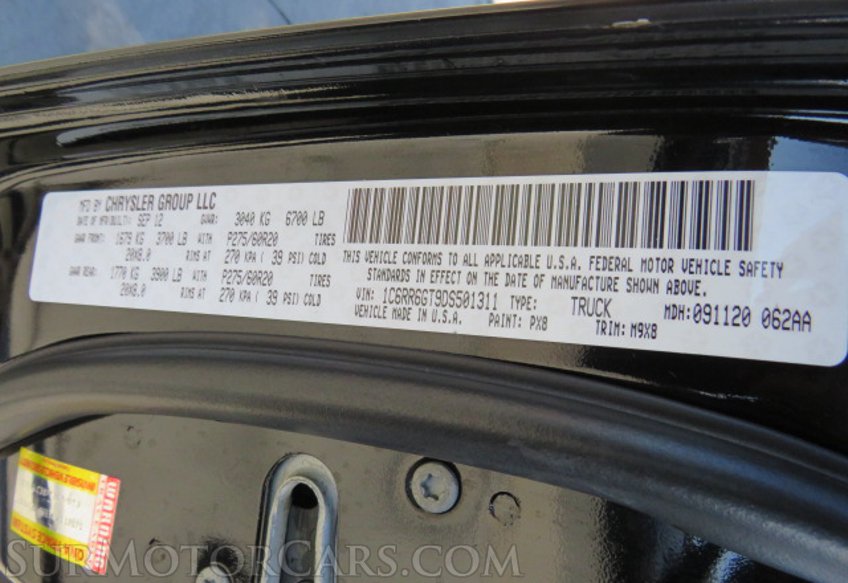 MFD BY CHRYSLER GROUP LLC
DATE OF MFD/BUILT: SEP 12 GVWR: 3040 KG 6700 LB
GAWR FRONT: 1679 KG 3700 LB WITH P275/60R20 TIRES
20X8.0 RIMS AT 270 KPA ( 39 PSI) COLD
GAWR REAR: 1770 KG 3900 LB WITH P275/60R20 TIRES
20X8.0 RIMS AT 270 KPA ( 39 PSI) COLD
THIS VEHICLE CONFORMS TO ALL APPLICABLE U.S.A. FEDERAL MOTOR VEHICLE SAFETY
STANDARDS IN EFFECT ON THE DATE OF MANUFACTURE SHOWN ABOVE.
VIN: 1C6RR6GT9DS501311 TYPE: TRUCK MDH: 091120 062AA
VEHICLE MADE IN U.S.A. PAINT: PX8 TRIM: M9X8
WARNING
SURMOTORCARS.COM